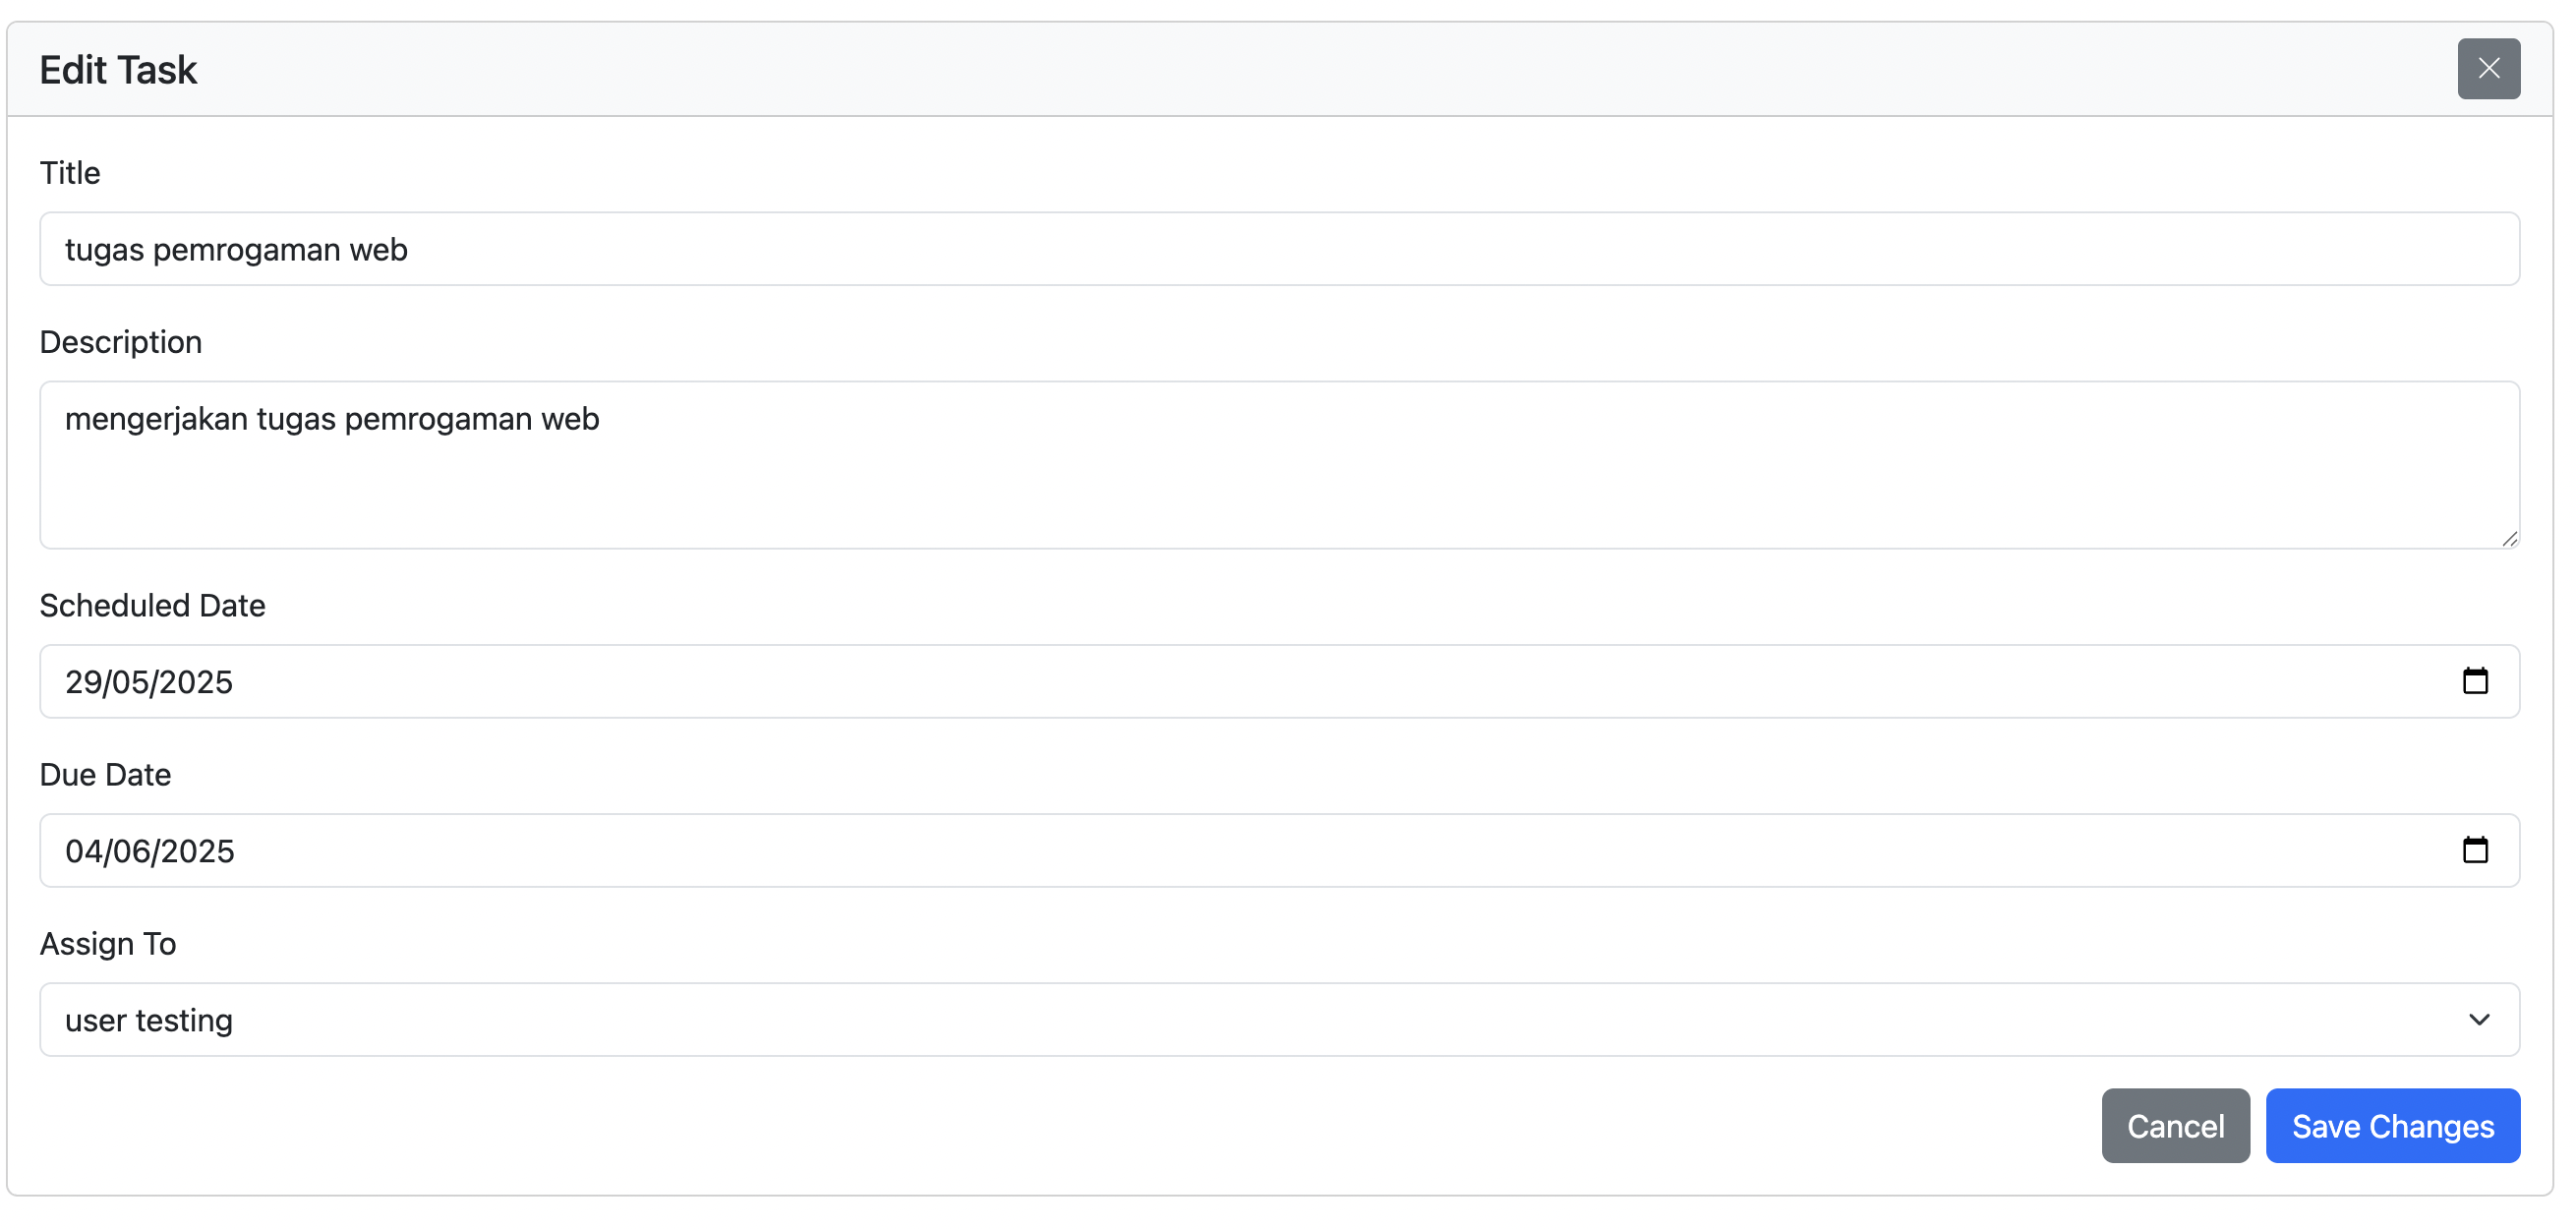 Edit Task
Title
tugas pemrogaman web
Description
mengerjakan tugas pemrogaman web
Scheduled Date
29/05/2025
Due Date
04/06/2025
Assign To
user testing
Cancel Save Changes